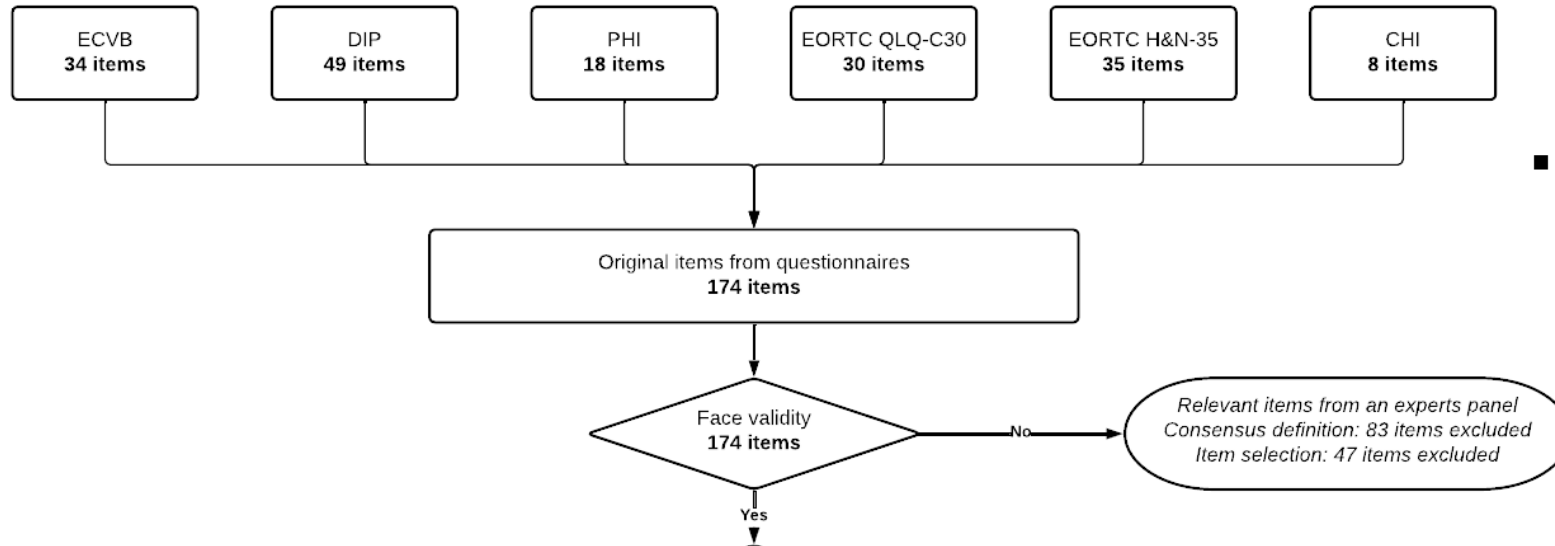 ECVB
34 items
DIP
49 items
PHI
18 items
EORTC QLQ-C30
30 items
EORTC H&N-35
35 items
CHI
8 items
Original items from questionnaires
174 items
Face validity
174 items
No
Relevant items from an experts panel
Consensus definition: 83 items excluded
Item selection: 47 items excluded
Yes